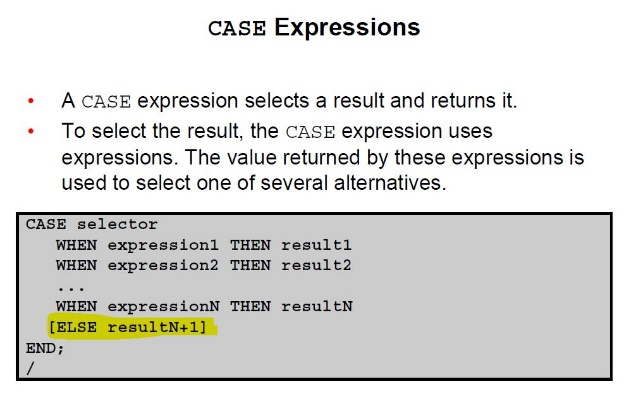 CASE Expressions
• A CASE expression selects a result and returns it.
• To select the result, the CASE expression uses
expressions. The value returned by these expressions is
used to select one of several alternatives.
CASE selector
WHEN expression1 THEN result1
WHEN expression2 THEN result2
...
WHEN expressionN THEN resultN
[ELSE resultN+1]
END;
/